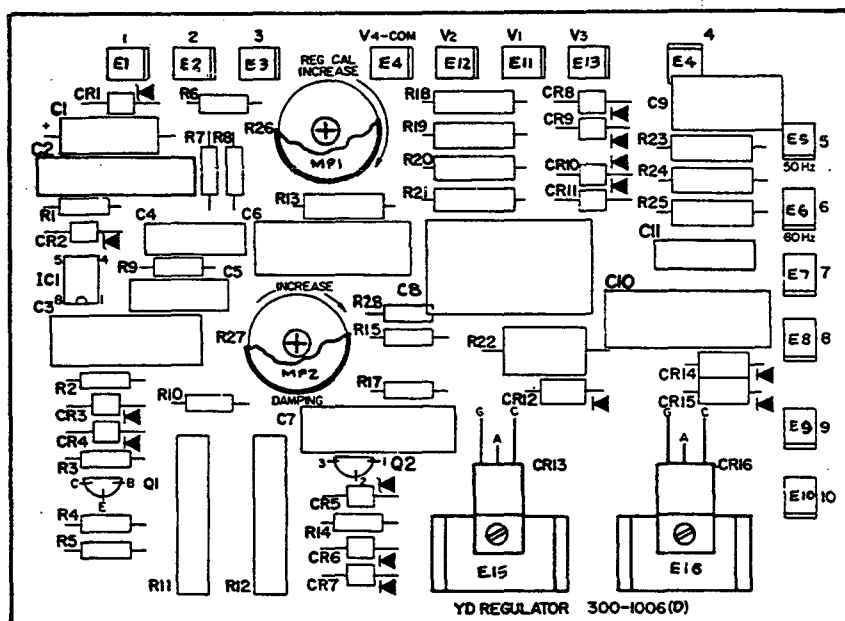 1 2 3 V4-COM V2 V1 V3 4
E1 E2 E3 E4 E12 E11 E13 E4
REG CAL
INCREASE
CR1 R6 R18 CR8 C9
C1
+
R7 R8 R26 R19 CR9 R23 E5 5
50Hz
MP1
C2
R20 CR10 R24
R1 R13 R21 CR11 R25 E6 6
60Hz
CR2 C4 C6 C11
5 4
IC1 R9 C5 E7 7
8 1
C3 INCREASE R28 C8 C10
R27 R15 R22 E8 8
MP2
R2 CR14
R10 DAMPING R17 CR12 CR15
CR3 C7 G C G C E9 9
CR4 A A
R3 3 1 Q2 CR13 CR16
2
C B Q1 CR5 E10 10
E
R4 R14
R5 CR6
R11 R12 CR7 E15 E16
YD REGULATOR 300-1006(D)